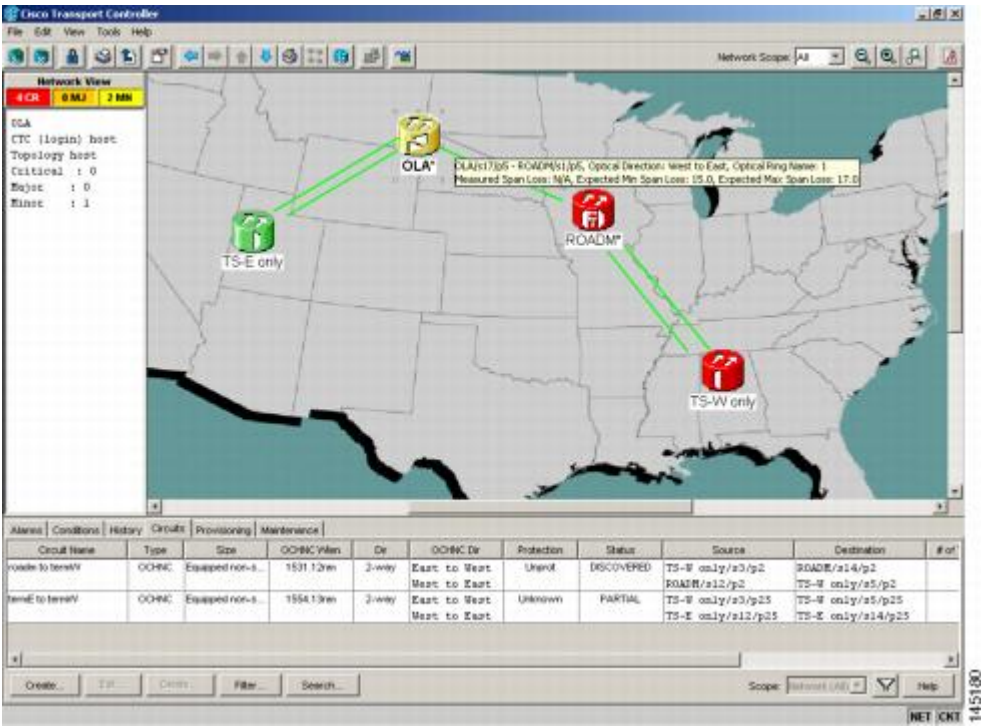 Cisco Transport Controller
File Edit View Tools Help
Network Scope: All
Network View
4 CR 0 MJ 2 MN
OLA
CTC (login) host
Topology host
Critical : 0
Major : 0
Minor : 1
OLA*
OLA/s17/p5 - ROADM/s1/p5, Optical Direction: West to East, Optical Ring Name: 1
Measured Span Loss: N/A, Expected Min Span Loss: 15.0, Expected Max Span Loss: 17.0
ROADM*
TS-E only
TS-W only
Alarms Conditions History Circuits Provisioning Maintenance
Circuit Name Type Size OCHNC Wlen Dir OCHNC Dir Protection Status Source Destination # of
roadm to termW OCHNC Equipped non-s... 1531.12nm 2-way East to West Unprot DISCOVERED TS-W only/s3/p2 ROADM/s14/p2
West to East ROADM/s12/p2 TS-W only/s5/p2
termE to termW OCHNC Equipped non-s... 1554.13nm 2-way East to West Unknown PARTIAL TS-W only/s3/p25 TS-W only/s5/p25
West to East TS-E only/s12/p25 TS-E only/s14/p25
Create... Filter... Search... Scope: Help
NET CKT
145180